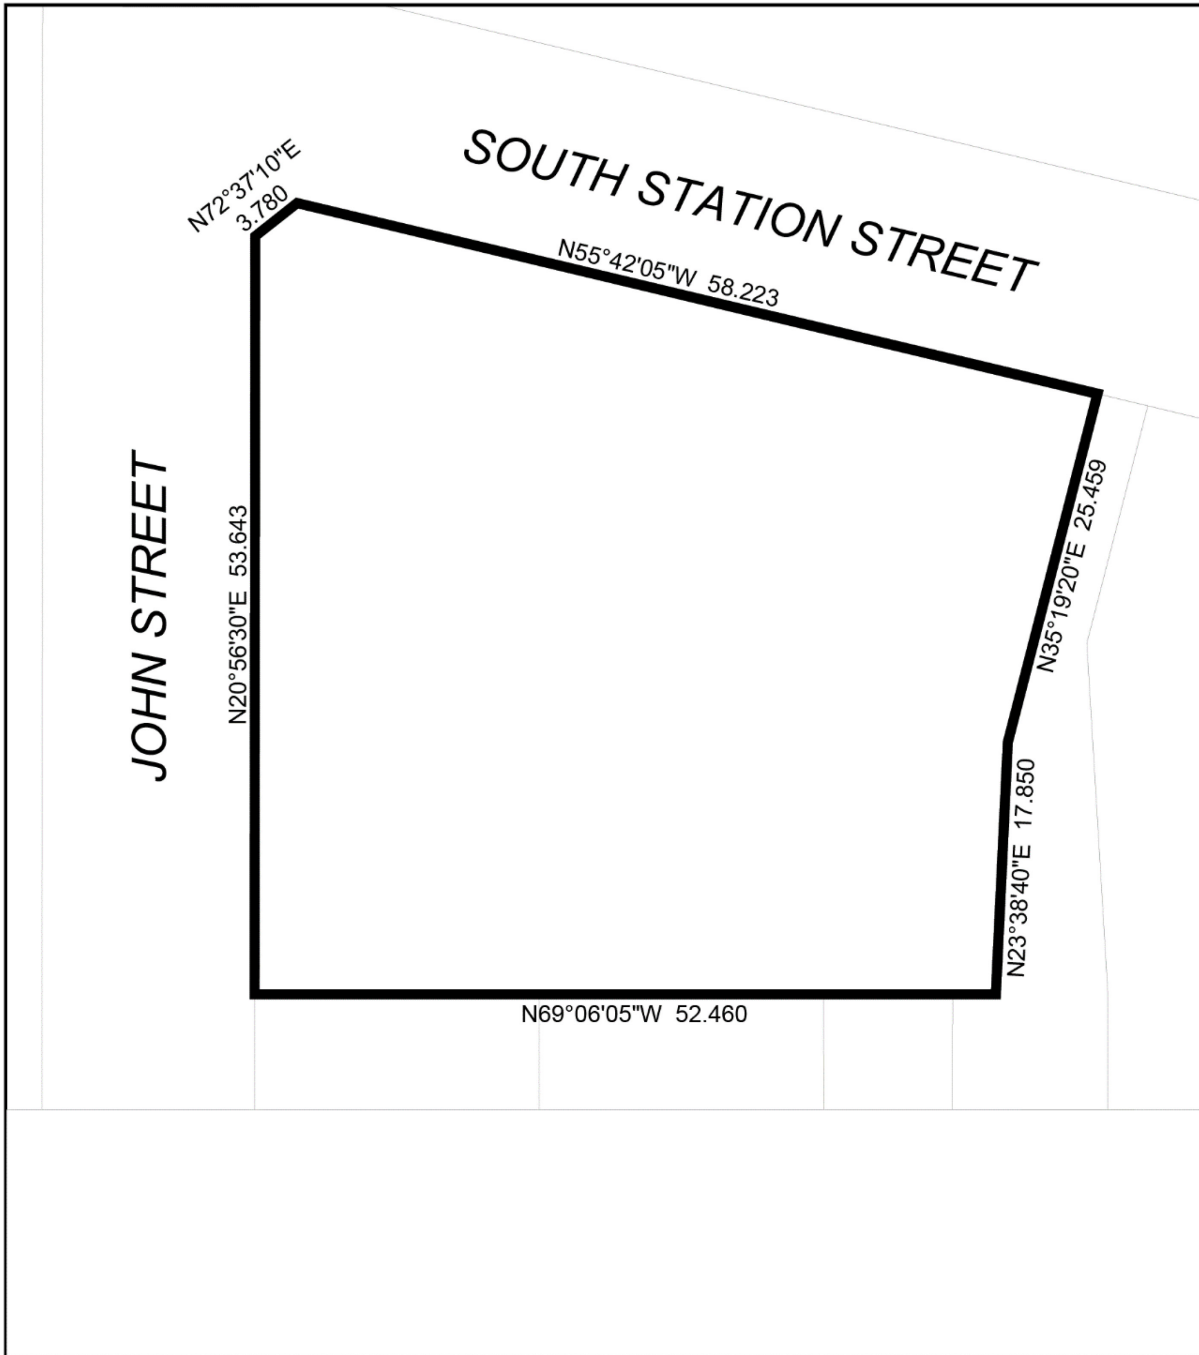 N72°37'10"E
3.780
SOUTH STATION STREET
N55°42'05"W 58.223
JOHN STREET
N20°56'30"E 53.643
N35°19'20"E 25.459
N23°38'40"E 17.850
N69°06'05"W 52.460